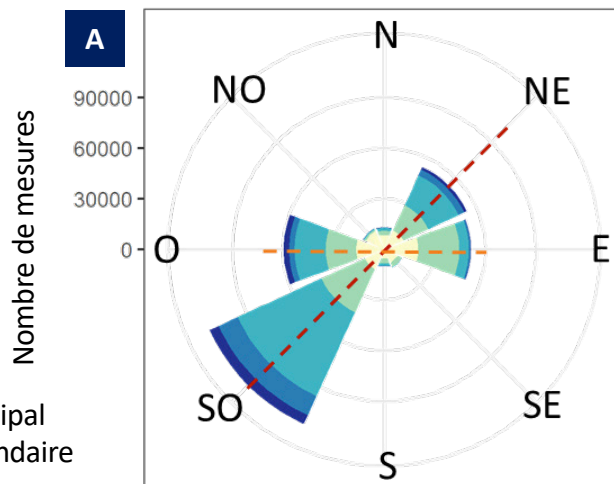 A
N
NO
NE
90000
60000
30000
0
O
E
Nombre de mesures
SO
SE
S